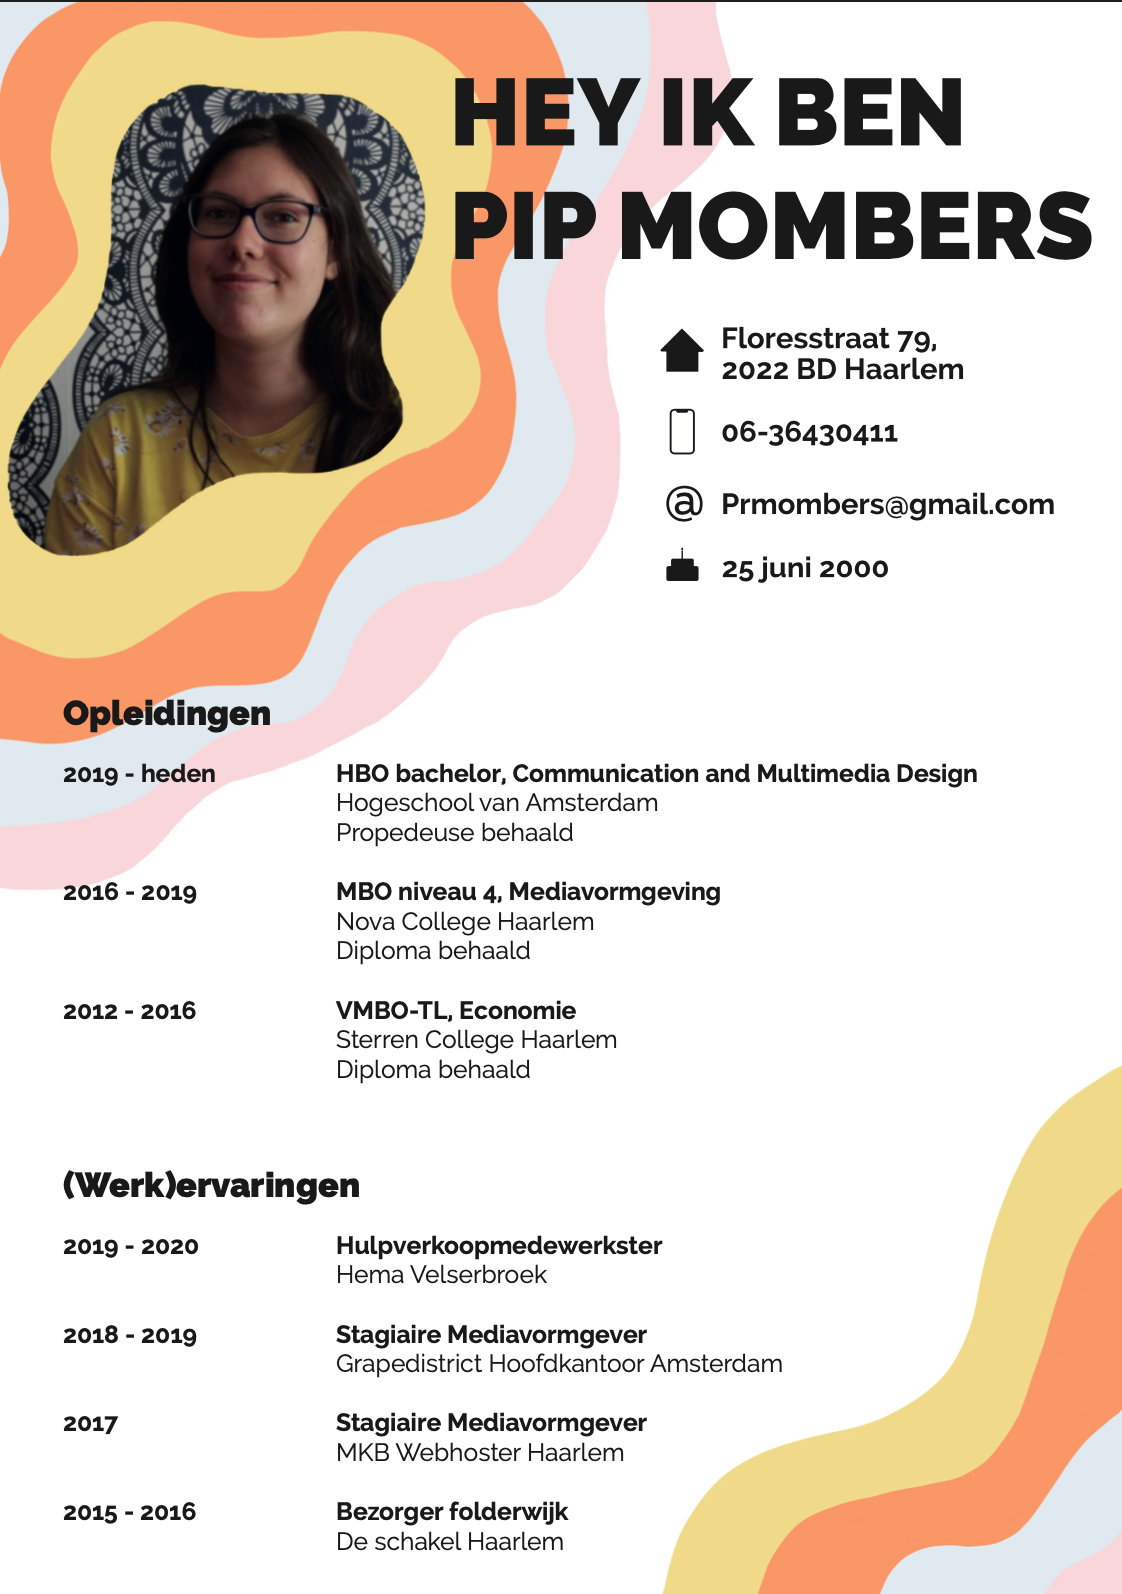 HEY IK BEN
PIP MOMBERS
Floresstraat 79,
2022 BD Haarlem
06-36430411
@ Prmombers@gmail.com
25 juni 2000
Opleidingen
2019 - heden HBO bachelor, Communication and Multimedia Design
Hogeschool van Amsterdam
Propedeuse behaald
2016 - 2019 MBO niveau 4, Mediavormgeving
Nova College Haarlem
Diploma behaald
2012 - 2016 VMBO-TL, Economie
Sterren College Haarlem
Diploma behaald
(Werk)ervaringen
2019 - 2020 Hulpverkoopmedewerkster
Hema Velserbroek
2018 - 2019 Stagiaire Mediavormgever
Grapedistrict Hoofdkantoor Amsterdam
2017 Stagiaire Mediavormgever
MKB Webhoster Haarlem
2015 - 2016 Bezorger folderwijk
De schakel Haarlem